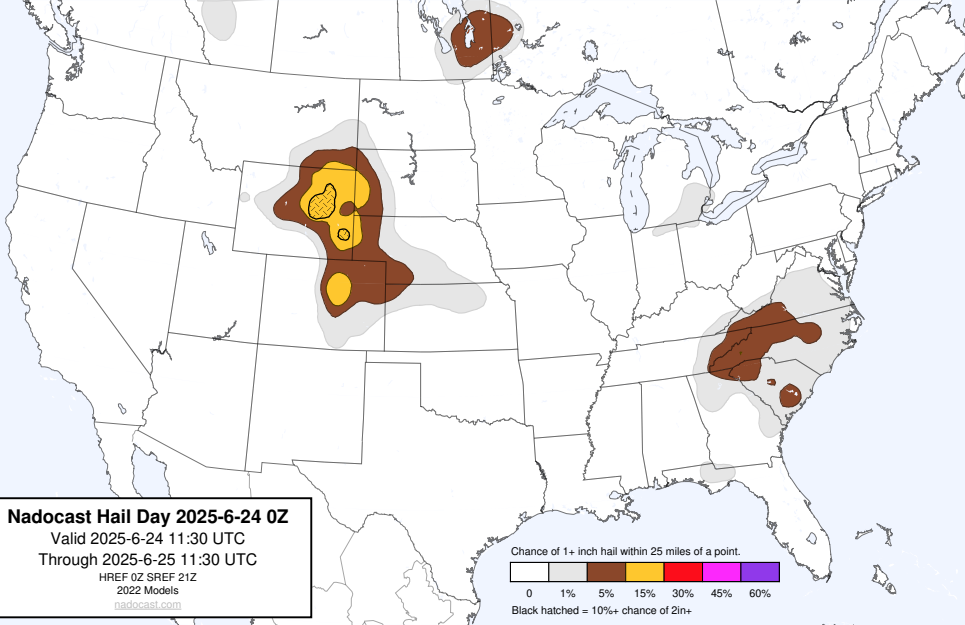 Nadocast Hail Day 2025-6-24 0Z
Valid 2025-6-24 11:30 UTC
Through 2025-6-25 11:30 UTC
HREF 0Z SREF 21Z
2022 Models
nadocast.com
Chance of 1+ inch hail within 25 miles of a point.
0 1% 5% 15% 30% 45% 60%
Black hatched = 10%+ chance of 2in+